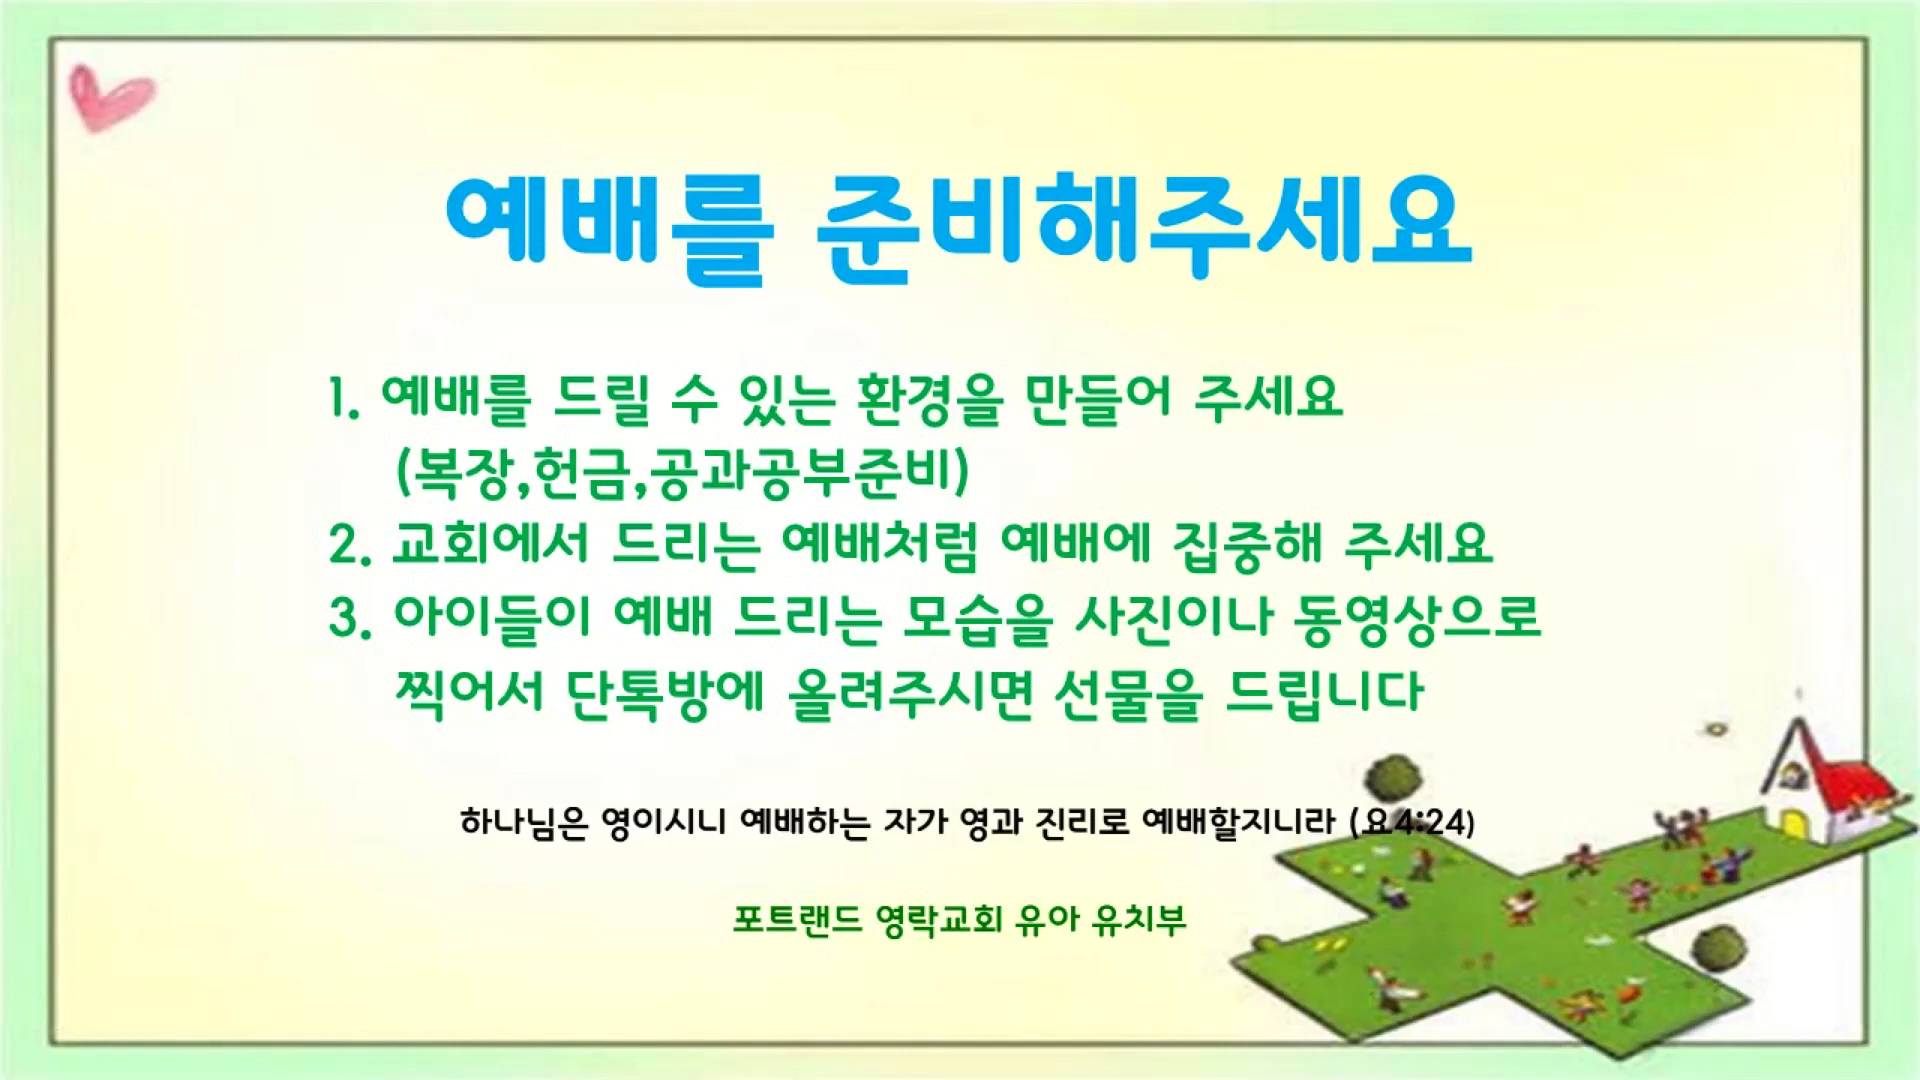 예배를 준비해주세요
1. 예배를 드릴 수 있는 환경을 만들어 주세요
(복장,헌금,공과공부준비)
2. 교회에서 드리는 예배처럼 예배에 집중해 주세요
3. 아이들이 예배 드리는 모습을 사진이나 동영상으로
찍어서 단톡방에 올려주시면 선물을 드립니다
하나님은 영이시니 예배하는 자가 영과 진리로 예배할지니라 (요4:24)
포트랜드 영락교회 유아 유치부